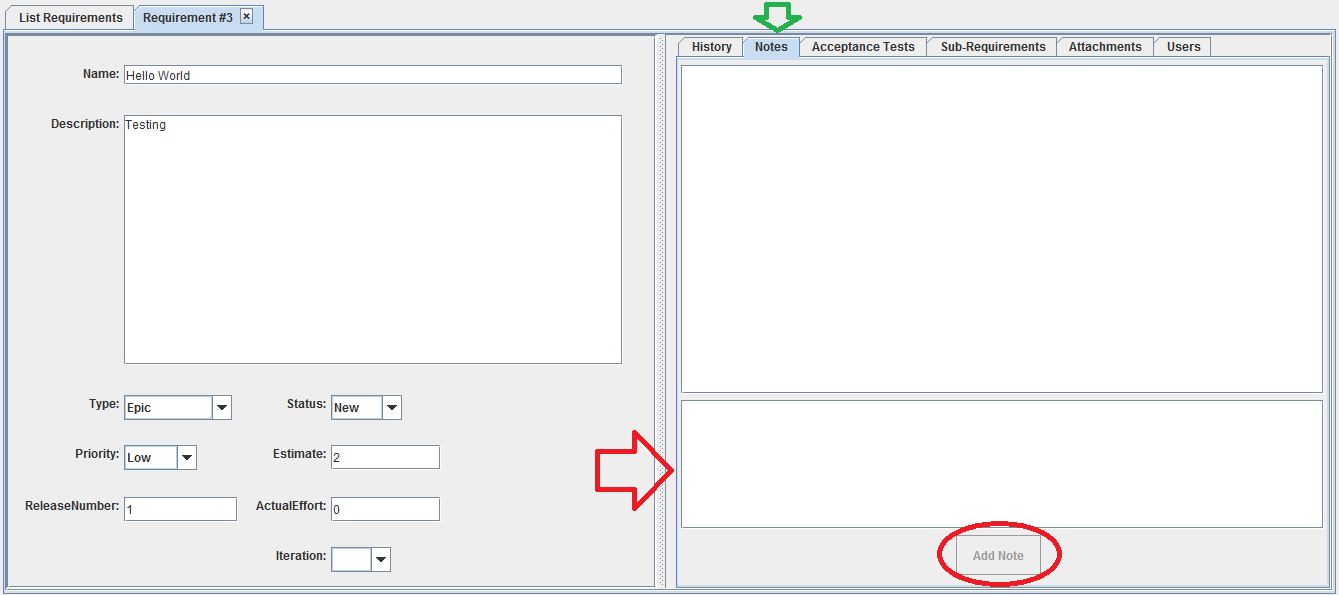 List Requirements
Requirement #3
Name: Hello World
Description: Testing
Type: Epic
Status: New
Priority: Low
Estimate: 2
ReleaseNumber: 1
ActualEffort: 0
Iteration:
History Notes Acceptance Tests Sub-Requirements Attachments Users
Add Note